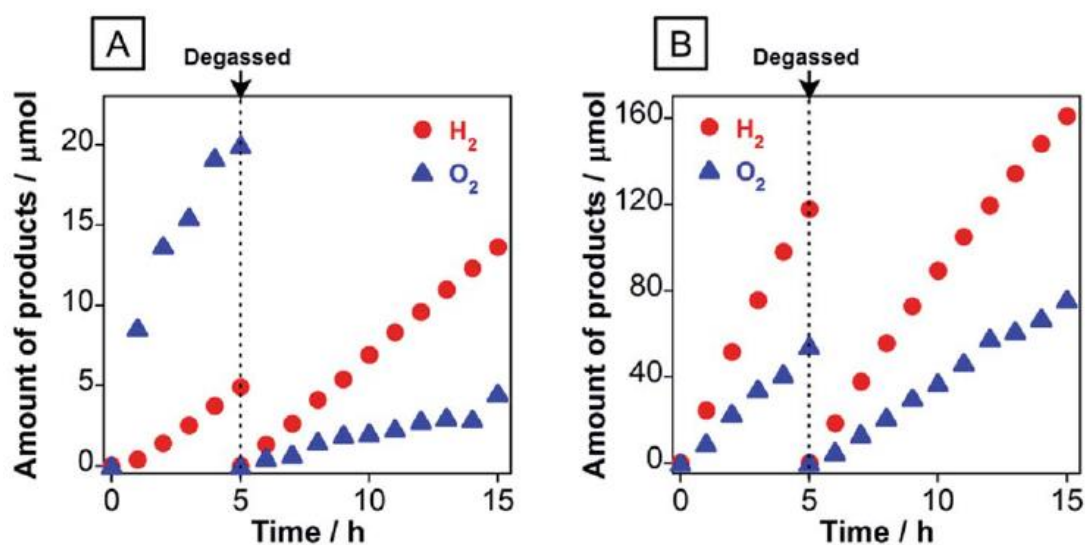 A
Degassed
H₂
O₂
20
15
10
5
0
Amount of products / μmol
0 5 10 15
Time / h
B
Degassed
H₂
O₂
160
120
80
40
0
Amount of products / μmol
0 5 10 15
Time / h